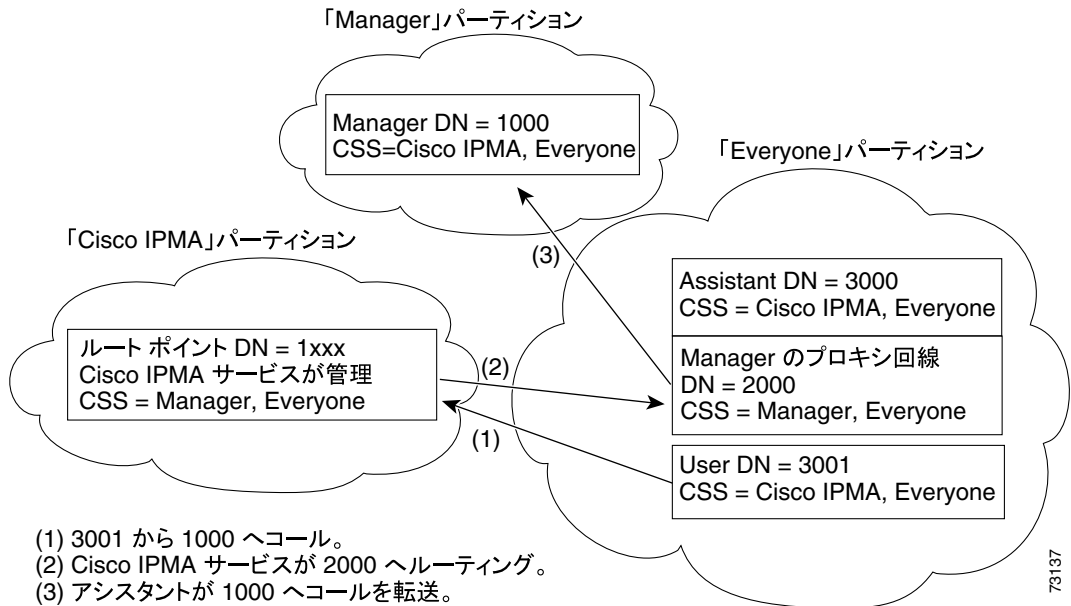 「Manager」パーティション
Manager DN = 1000
CSS=Cisco IPMA, Everyone
「Everyone」パーティション
「Cisco IPMA」パーティション
(3)
Assistant DN = 3000
CSS = Cisco IPMA, Everyone
ルート ポイント DN = 1xxx
Cisco IPMA サービスが管理
CSS = Manager, Everyone
(2)
Manager のプロキシ回線
DN = 2000
CSS = Manager, Everyone
(1)
User DN = 3001
CSS = Cisco IPMA, Everyone
(1) 3001 から 1000 へコール。
(2) Cisco IPMA サービスが 2000 へルーティング。
(3) アシスタントが 1000 へコールを転送。
73137